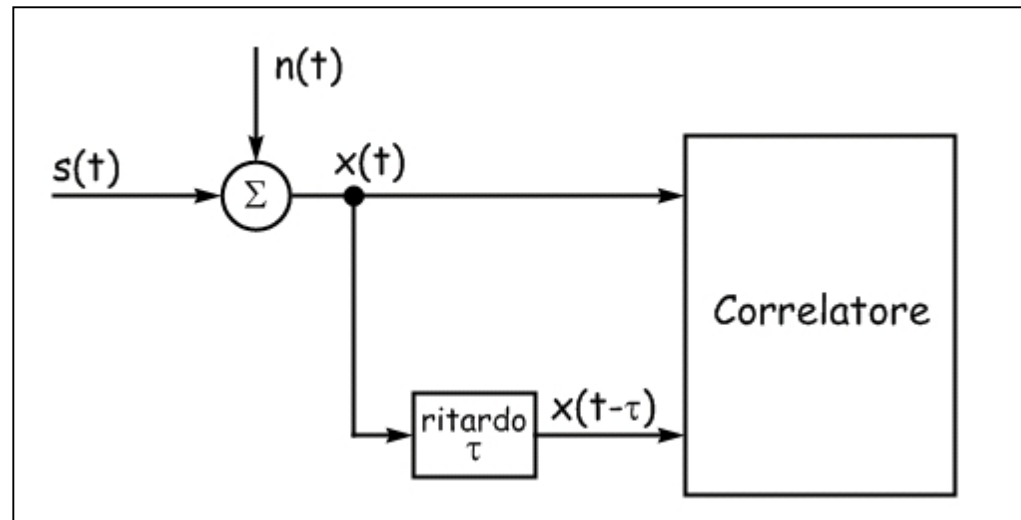 n(t)
s(t)
Σ
x(t)
Correlatore
ritardo
τ
x(t-τ)